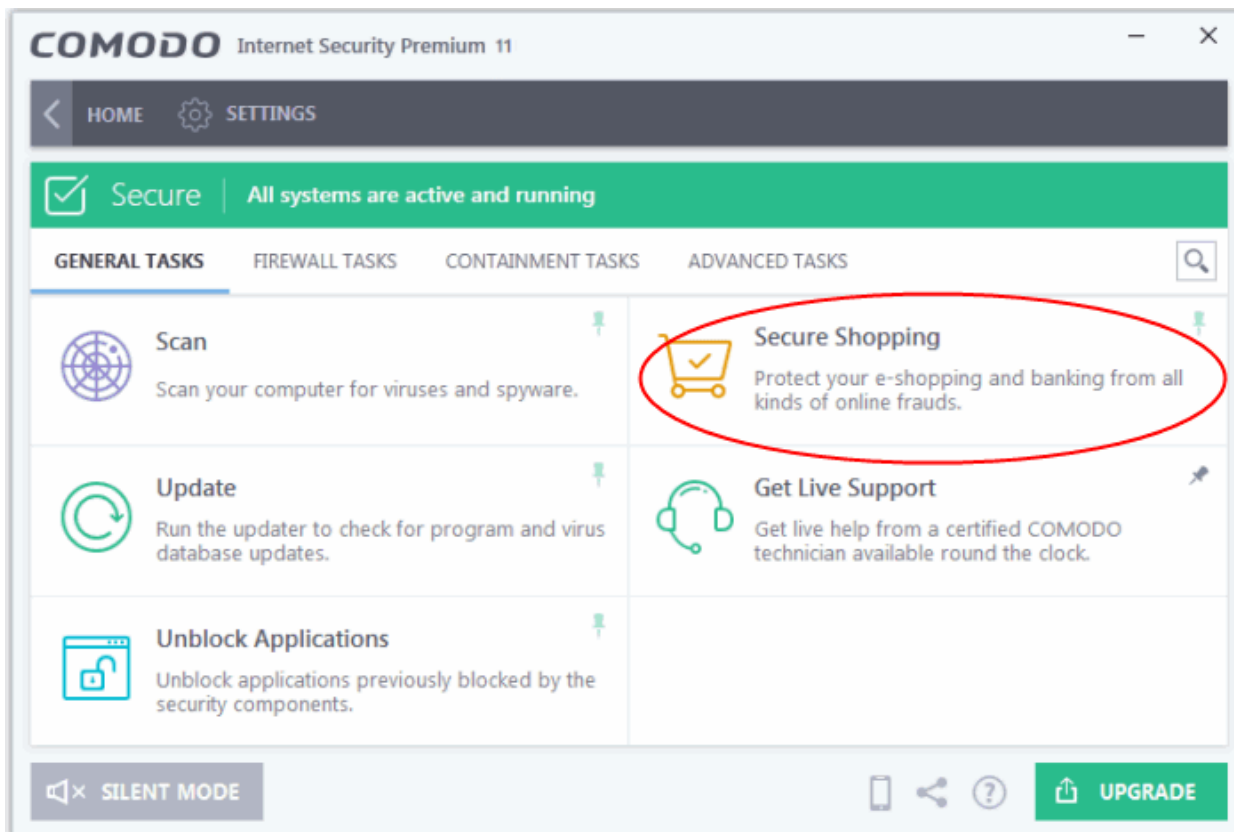 COMODO Internet Security Premium 11
HOME SETTINGS
Secure All systems are active and running
GENERAL TASKS FIREWALL TASKS CONTAINMENT TASKS ADVANCED TASKS
Scan
Scan your computer for viruses and spyware.
Secure Shopping
Protect your e-shopping and banking from all
kinds of online frauds.
Update
Run the updater to check for program and virus
database updates.
Get Live Support
Get live help from a certified COMODO
technician available round the clock.
Unblock Applications
Unblock applications previously blocked by the
security components.
SILENT MODE
UPGRADE